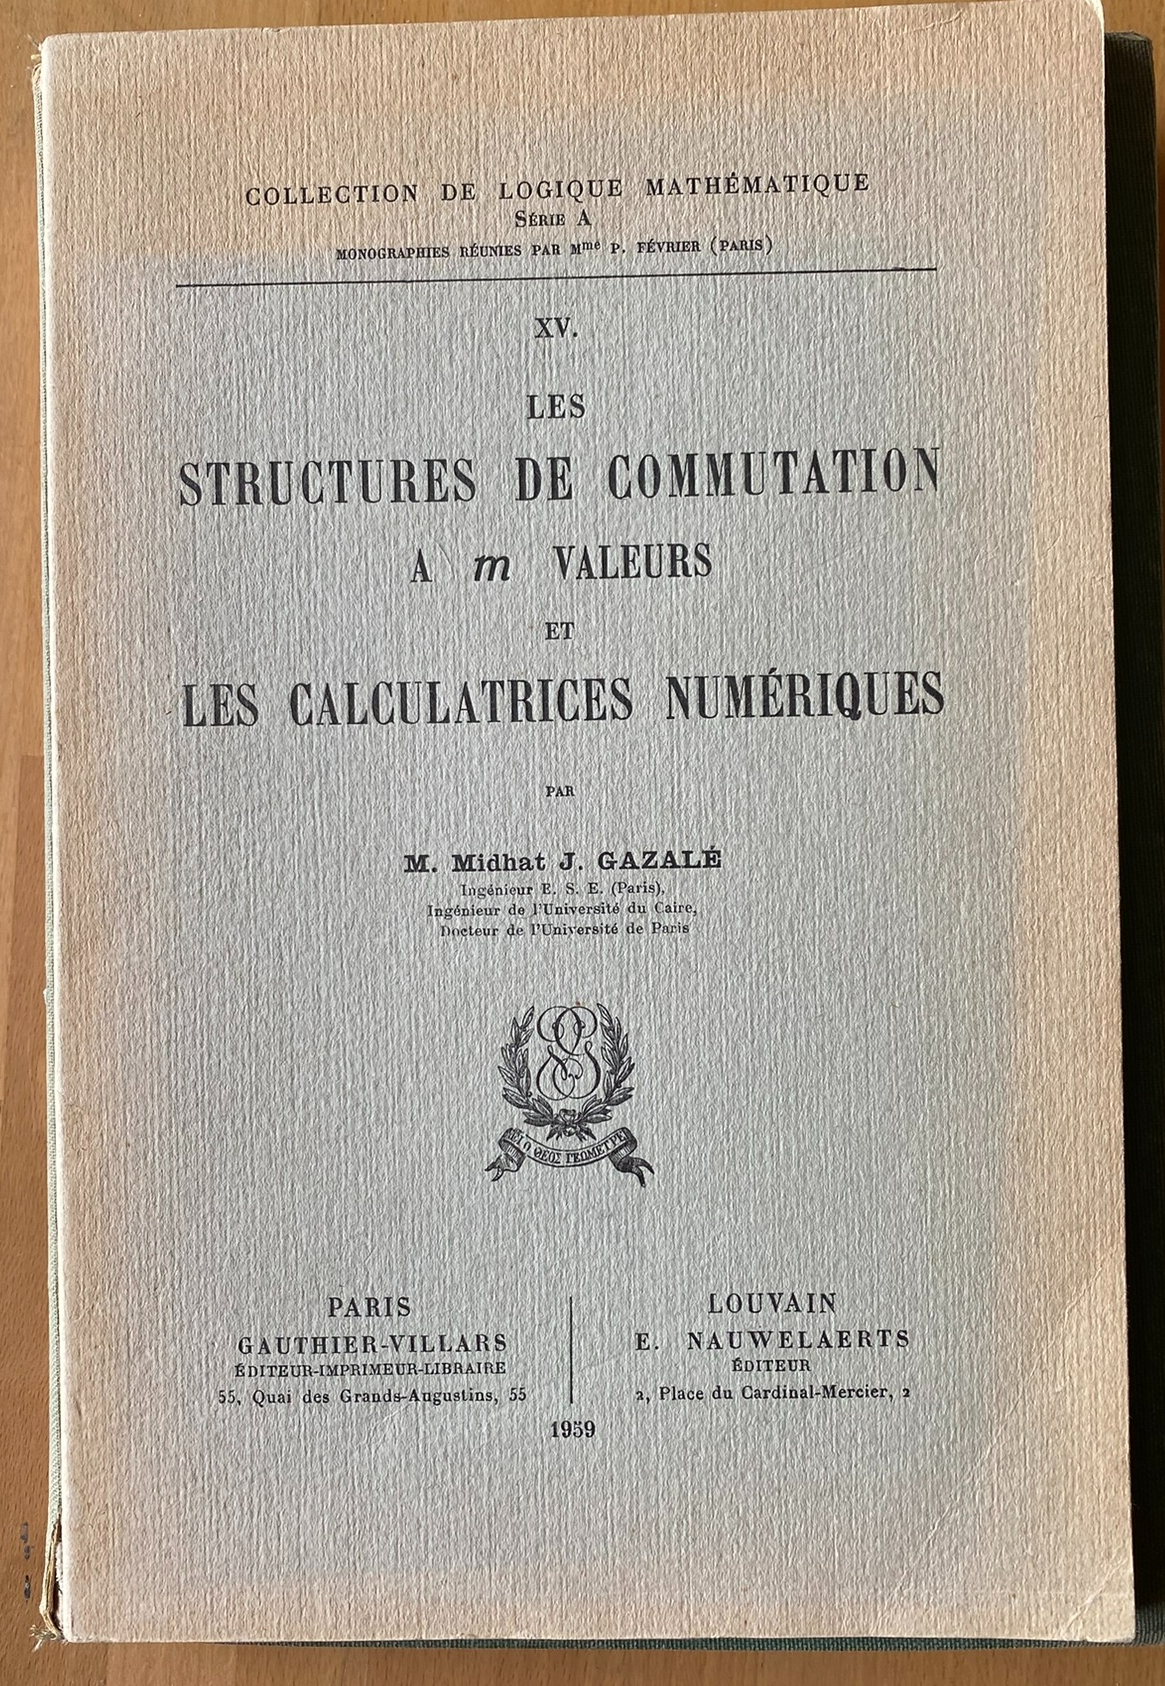 COLLECTION DE LOGIQUE MATHÉMATIQUE
SÉRIE A
MONOGRAPHIES RÉUNIES PAR Mme P. FÉVRIER (PARIS)
XV.
LES
STRUCTURES DE COMMUTATION
A m VALEURS
ET
LES CALCULATRICES NUMÉRIQUES
PAR
M. Midhat J. GAZALÉ
Ingénieur E. S. E. (Paris),
Ingénieur de l'Université du Caire,
Docteur de l'Université de Paris
ΑΕΙ Ο ΘΕΟΣ ΓΕΩΜΕΤΡΕΙ
PARIS
GAUTHIER-VILLARS
ÉDITEUR-IMPRIMEUR-LIBRAIRE
55, Quai des Grands-Augustins, 55
LOUVAIN
E. NAUWELAERTS
ÉDITEUR
2, Place du Cardinal-Mercier, 2
1959